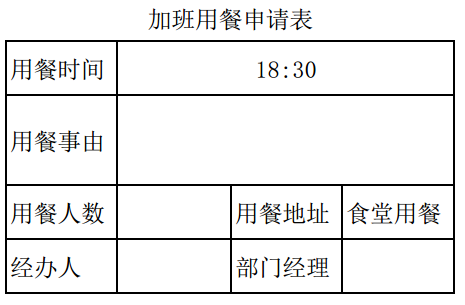 加班用餐申请表
用餐时间 18:30
用餐事由
用餐人数 用餐地址 食堂用餐
经办人 部门经理